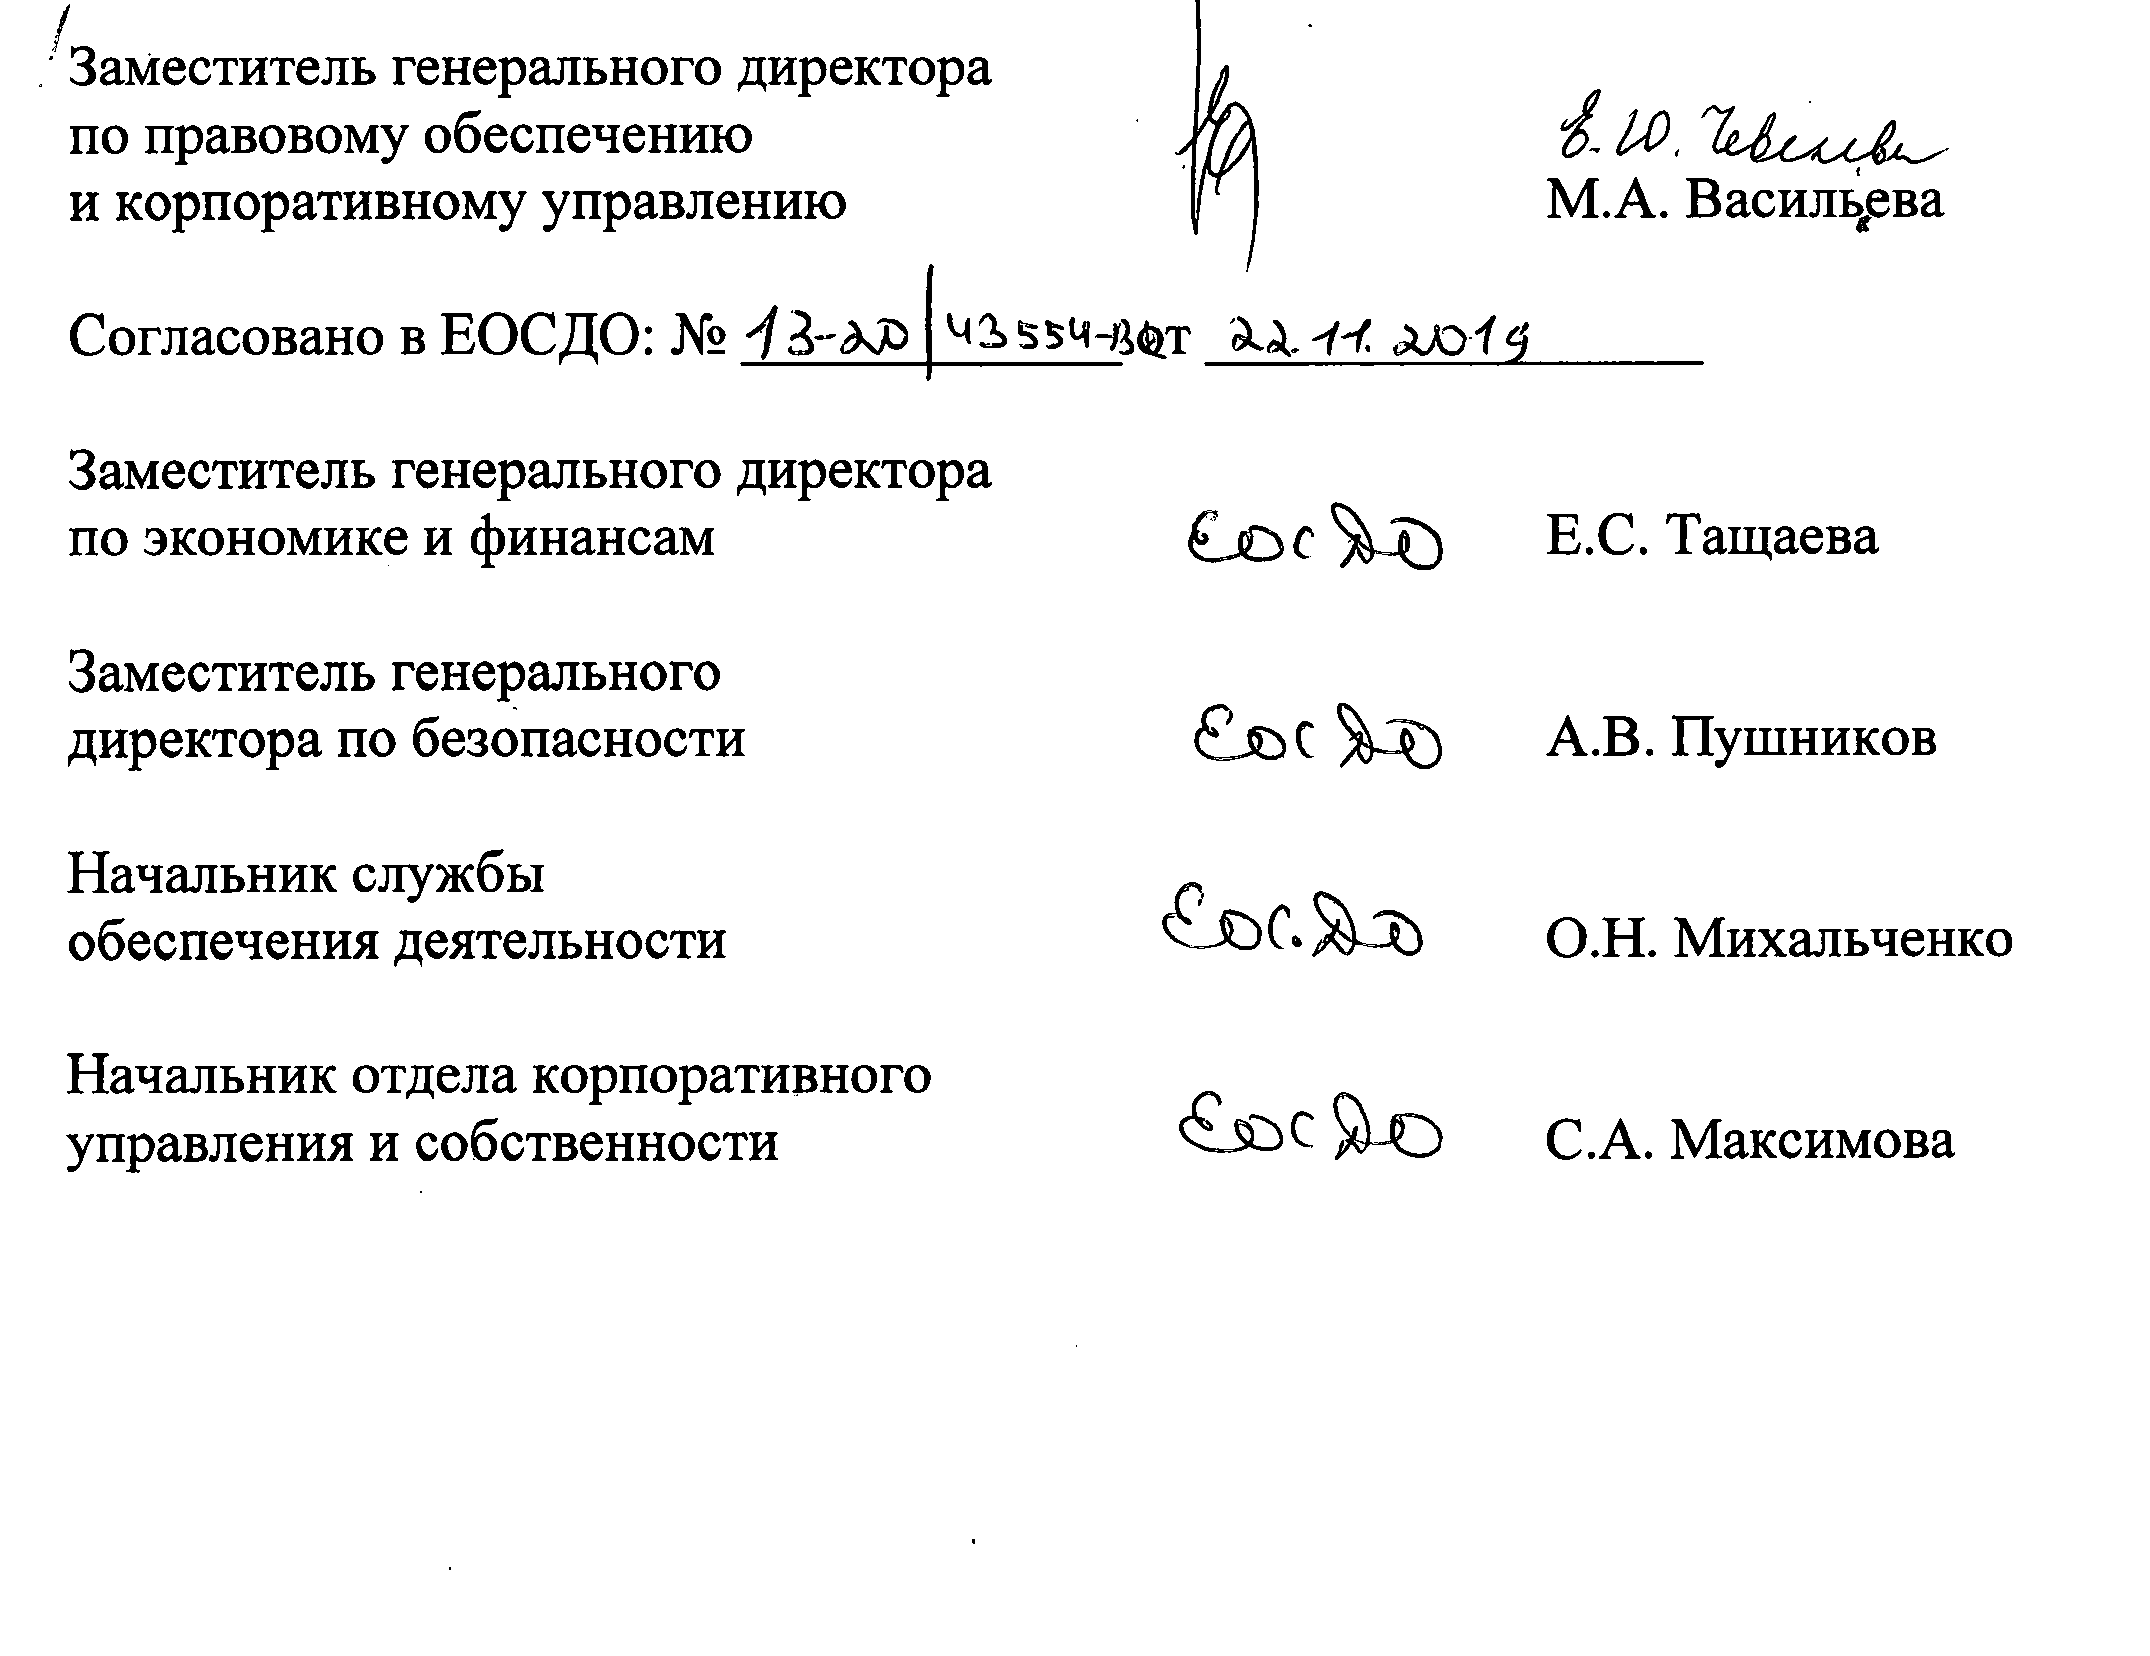 Заместитель генерального директора
по правовому обеспечению Е.Ю.
и корпоративному управлению М.А. Васильева
Согласовано в ЕОСДО: № 13-20/43554-ВК от 22.11.2019
Заместитель генерального директора
по экономике и финансам ЕОСДО Е.С. Тащаева
Заместитель генерального
директора по безопасности ЕОСДО А.В. Пушников
Начальник службы
обеспечения деятельности ЕОСДО О.Н. Михальченко
Начальник отдела корпоративного
управления и собственности ЕОСДО С.А. Максимова